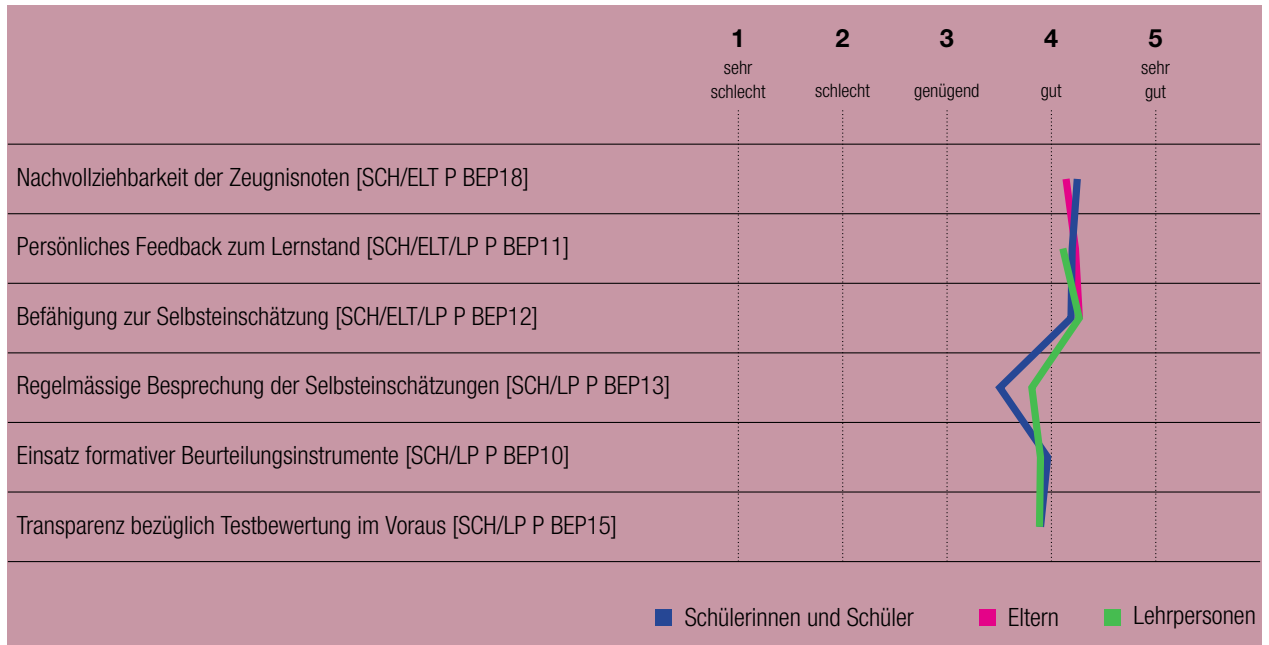 1 2 3 4 5
sehr schlecht schlecht genügend gut sehr gut
Nachvollziehbarkeit der Zeugnisnoten [SCH/ELT P BEP18]
Persönliches Feedback zum Lernstand [SCH/ELT/LP P BEP11]
Befähigung zur Selbsteinschätzung [SCH/ELT/LP P BEP12]
Regelmässige Besprechung der Selbsteinschätzungen [SCH/LP P BEP13]
Einsatz formativer Beurteilungsinstrumente [SCH/LP P BEP10]
Transparenz bezüglich Testbewertung im Voraus [SCH/LP P BEP15]
Schülerinnen und Schüler Eltern Lehrpersonen